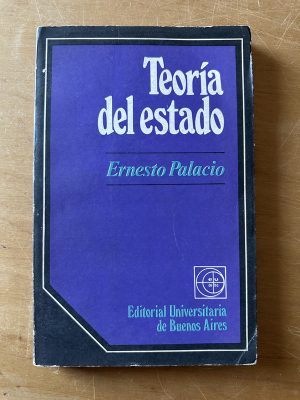 Teoría
del estado
Ernesto Palacio
Editorial Universitaria
de Buenos Aires